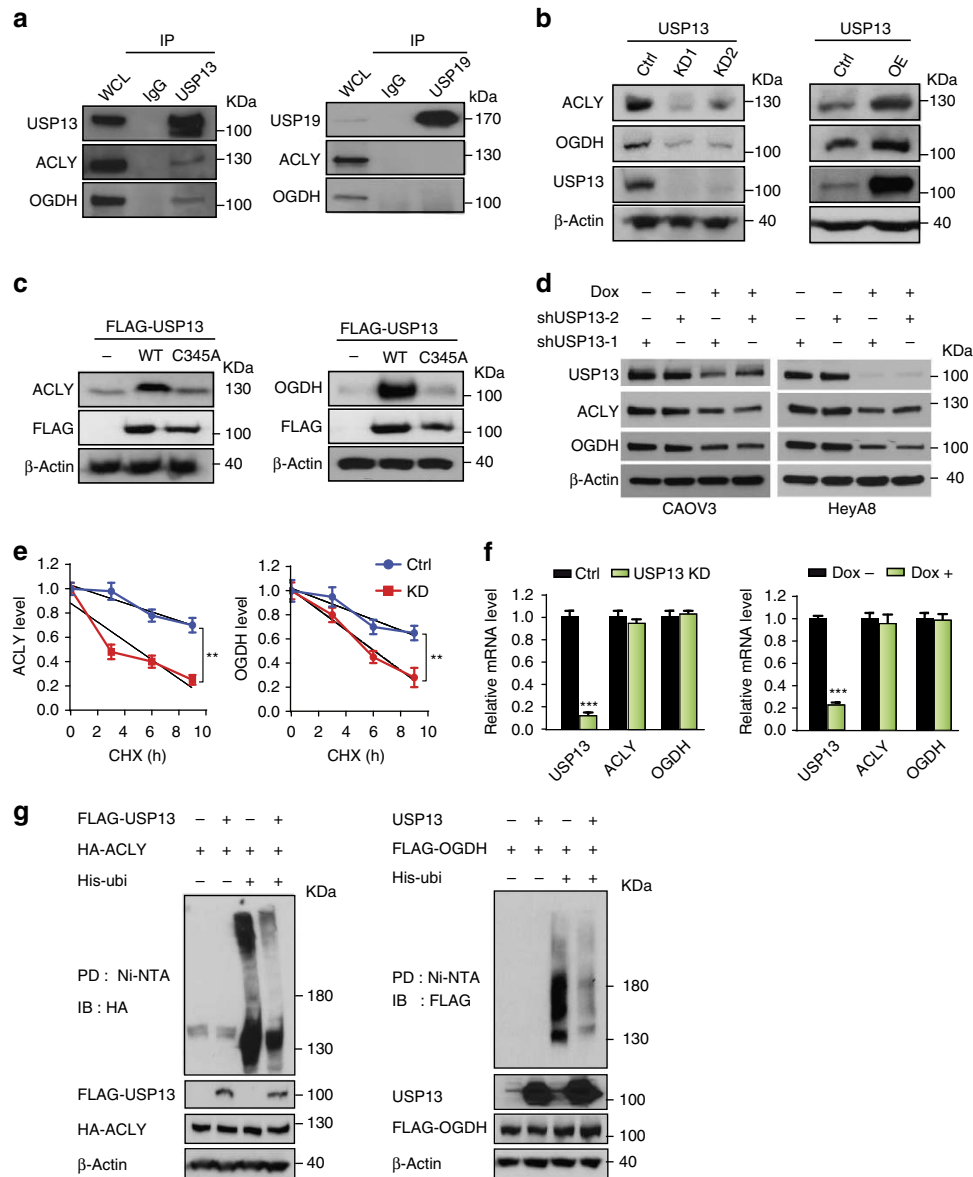 a
IP
WCL IgG USP13
KDa
USP13
100
ACLY
130
OGDH
100
IP
WCL IgG USP19
KDa
USP19
170
ACLY
130
OGDH
100
b
USP13
Ctrl KD1 KD2
KDa
ACLY
130
OGDH
100
USP13
100
β-Actin
40
USP13
Ctrl OE
KDa
130
100
100
40
c
FLAG-USP13
– WT C345A
KDa
ACLY
130
FLAG
100
β-Actin
40
FLAG-USP13
– WT C345A
KDa
OGDH
100
FLAG
100
β-Actin
40
d
Dox – – + + – – + +
shUSP13-2 – + – + – + – +
shUSP13-1 + – + – + – + –
KDa
USP13
100
ACLY
130
OGDH
100
β-Actin
40
CAOV3 HeyA8
e
ACLY level
1.2
1.0
0.8
0.6
0.4
0.2
0.0
0 2 4 6 8 10
CHX (h)
**
OGDH level
1.2
1.0
0.8
0.6
0.4
0.2
0.0
0 2 4 6 8 10
CHX (h)
**
Ctrl
KD
f
Ctrl USP13 KD
Relative mRNA level
1.2
1.0
0.8
0.6
0.4
0.2
0.0
***
USP13 ACLY OGDH
Dox – Dox +
Relative mRNA level
1.2
1.0
0.8
0.6
0.4
0.2
0.0
***
USP13 ACLY OGDH
g
FLAG-USP13 – + – +
HA-ACLY + + + +
His-ubi – – + +
KDa
PD : Ni-NTA
IB : HA
180
130
FLAG-USP13
100
HA-ACLY
130
β-Actin
40
USP13 – + – +
FLAG-OGDH + + + +
His-ubi – – + +
KDa
PD : Ni-NTA
IB : FLAG
180
130
USP13
100
FLAG-OGDH
100
β-Actin
40